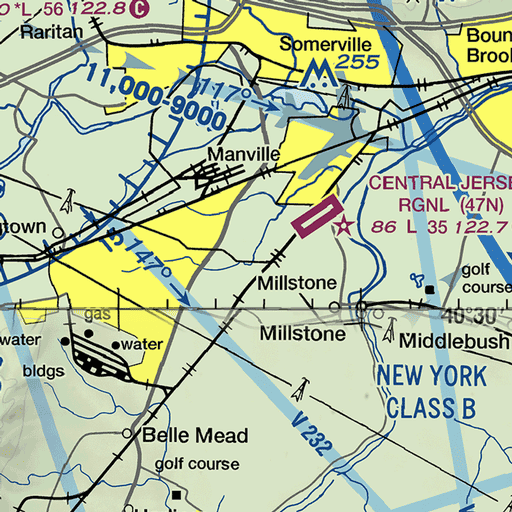 O *L, -56 122.8 C
Raritan
Somerville
255
Bound
Brook
11,000-9000
117°
Manville
CENTRAL JERSE
RGNL (47N)
86 L 35 122.7
town
147°
Millstone
golf
course
gas
40°30'
Millstone
Middlebush
water
water
bldgs
NEW YORK
CLASS B
V 232
Belle Mead
golf course